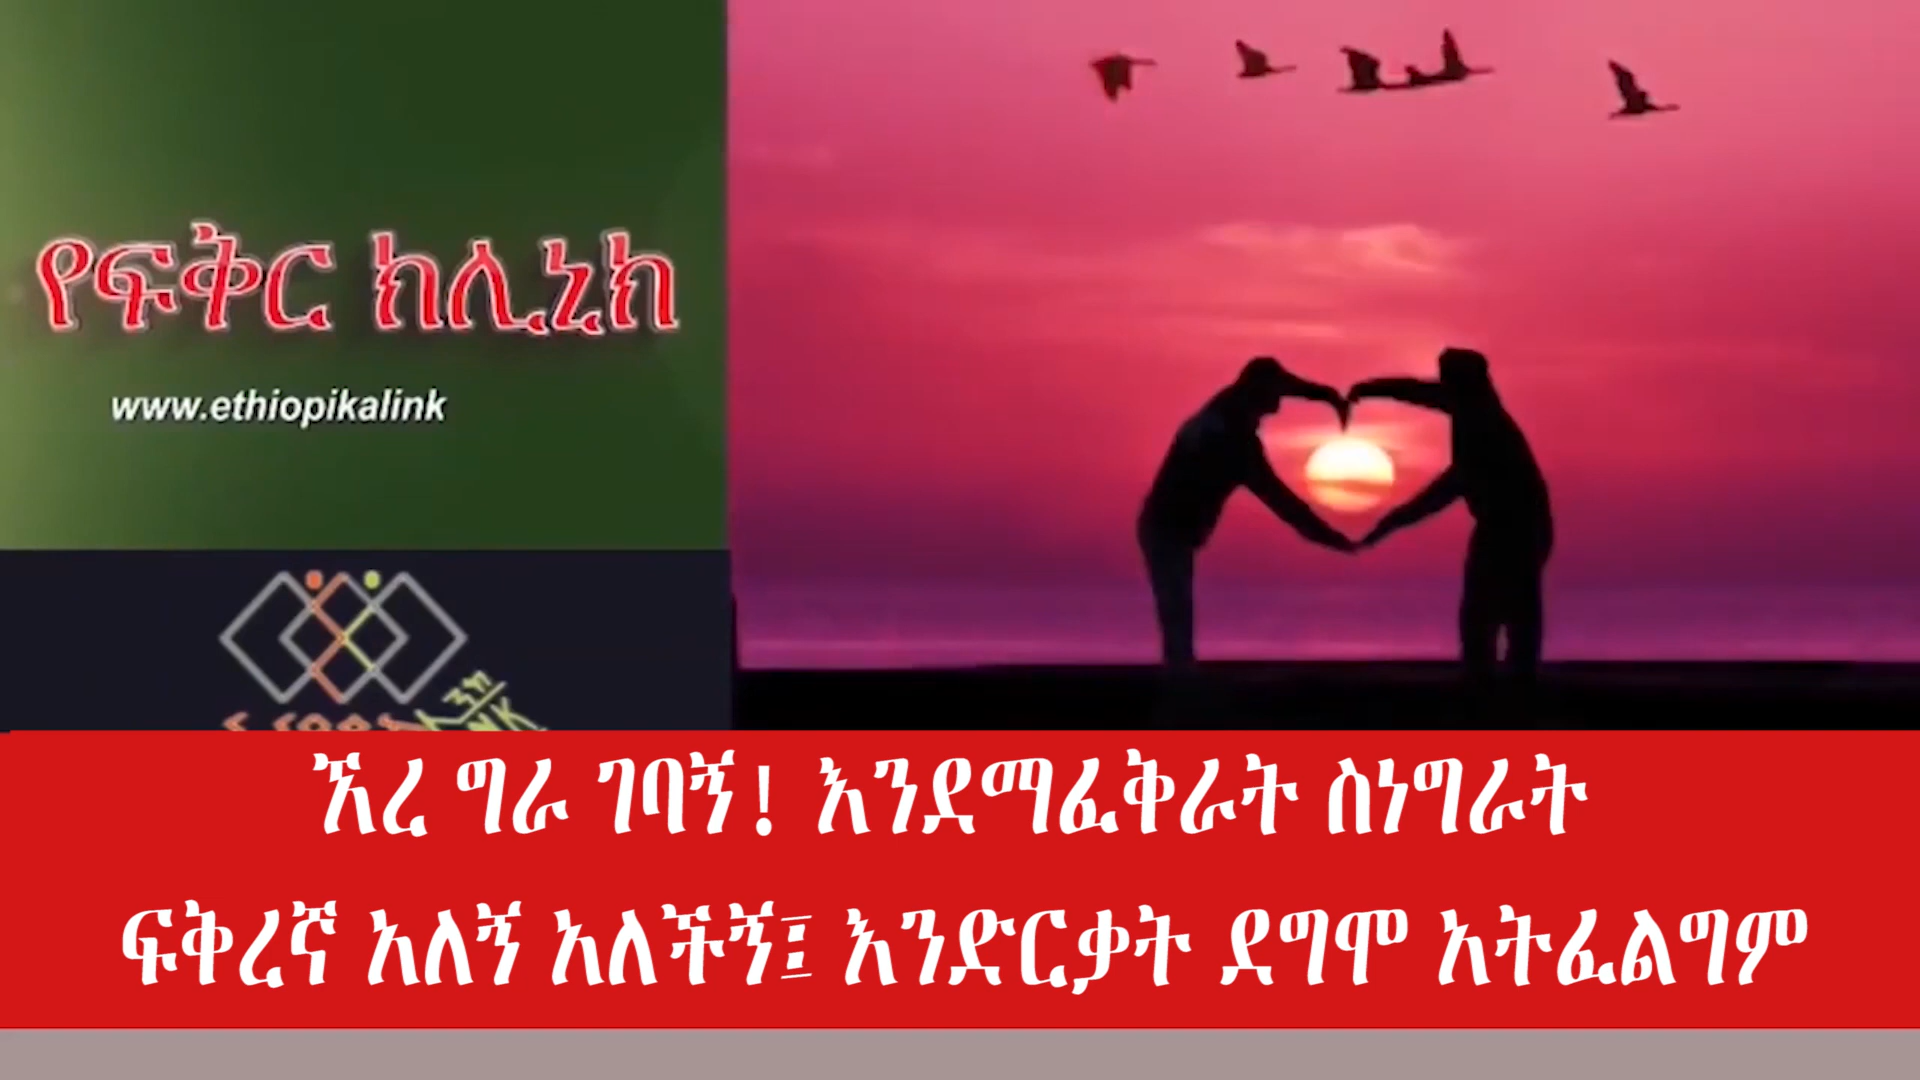 የፍቅር ክሊኒክ
www.ethiopikalink
ኧረ ግራ ገባኝ! እንደማፈቅራት ስነግራት
ፍቅረኛ አለኝ አለችኝ፤ እንድርቃት ደግሞ አትፈልግም